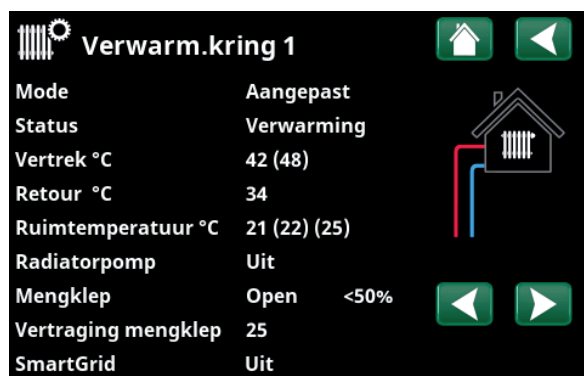 Verwarm.kring 1
Mode Aangepast
Status Verwarming
Vertrek °C 42 (48)
Retour °C 34
Ruimtemperatuur °C 21 (22) (25)
Radiatorpomp Uit
Mengklep Open <50%
Vertraging mengklep 25
SmartGrid Uit